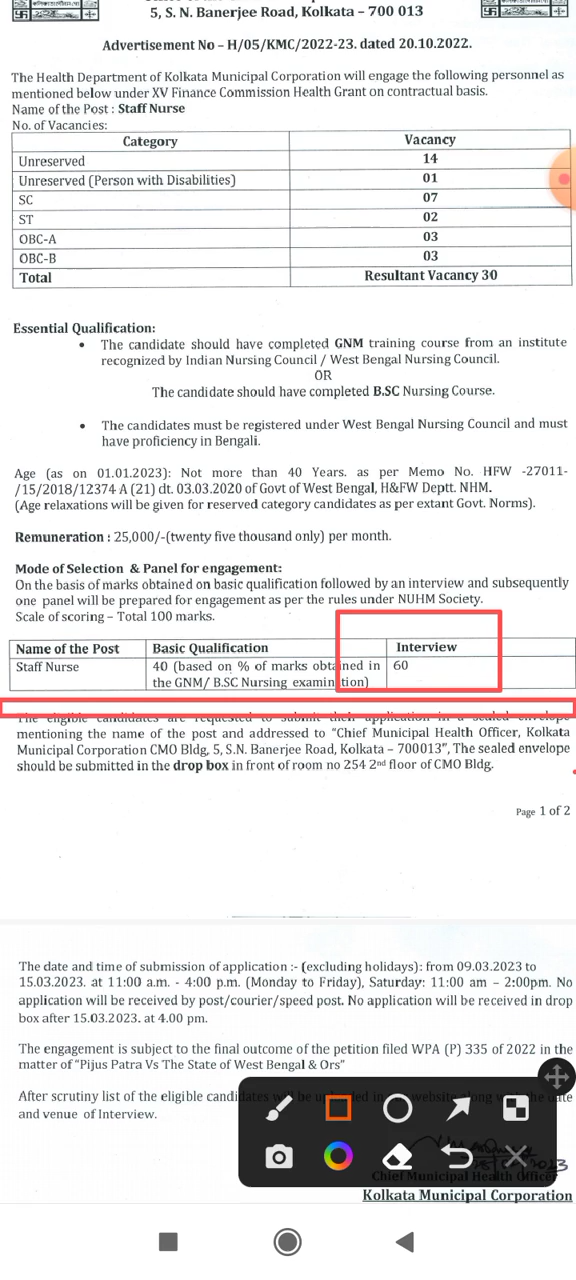 5, S. N. Banerjee Road, Kolkata – 700 013
Advertisement No – H/05/KMC/2022-23. dated 20.10.2022.
The Health Department of Kolkata Municipal Corporation will engage the following personnel as
mentioned below under XV Finance Commission Health Grant on contractual basis.
Name of the Post : Staff Nurse
No. of Vacancies:
Category Vacancy
Unreserved 14
Unreserved (Person with Disabilities) 01
SC 07
ST 02
OBC-A 03
OBC-B 03
Total Resultant Vacancy 30
Essential Qualification:
• The candidate should have completed GNM training course from an institute
recognized by Indian Nursing Council / West Bengal Nursing Council.
OR
The candidate should have completed B.SC Nursing Course.
• The candidates must be registered under West Bengal Nursing Council and must
have proficiency in Bengali.
Age (as on 01.01.2023): Not more than 40 Years. as per Memo No. HFW -27011-
/15/2018/12374 A (21) dt. 03.03.2020 of Govt of West Bengal, H&FW Deptt. NHM.
(Age relaxations will be given for reserved category candidates as per extant Govt. Norms).
Remuneration : 25,000/-(twenty five thousand only) per month.
Mode of Selection & Panel for engagement:
On the basis of marks obtained on basic qualification followed by an interview and subsequently
one panel will be prepared for engagement as per the rules under NUHM Society.
Scale of scoring – Total 100 marks.
Name of the Post Basic Qualification Interview
Staff Nurse 40 (based on % of marks obtained in 60
the GNM/ B.SC Nursing examination)
The eligible candidates are requested to submit their application in a sealed envelope
mentioning the name of the post and addressed to "Chief Municipal Health Officer, Kolkata
Municipal Corporation CMO Bldg, 5, S.N. Banerjee Road, Kolkata – 700013", The sealed envelope
should be submitted in the drop box in front of room no 254 2nd floor of CMO Bldg.
Page 1 of 2
The date and time of submission of application :- (excluding holidays): from 09.03.2023 to
15.03.2023. at 11:00 a.m. - 4:00 p.m. (Monday to Friday), Saturday: 11:00 am – 2:00pm. No
application will be received by post/courier/speed post. No application will be received in drop
box after 15.03.2023. at 4.00 pm.
The engagement is subject to the final outcome of the petition filed WPA (P) 335 of 2022 in the
matter of "Pijus Patra Vs The State of West Bengal & Ors"
After scrutiny list of the eligible candidates will be uploaded in website along the date
and venue of Interview.
Chief Municipal Health Officer
Kolkata Municipal Corporation